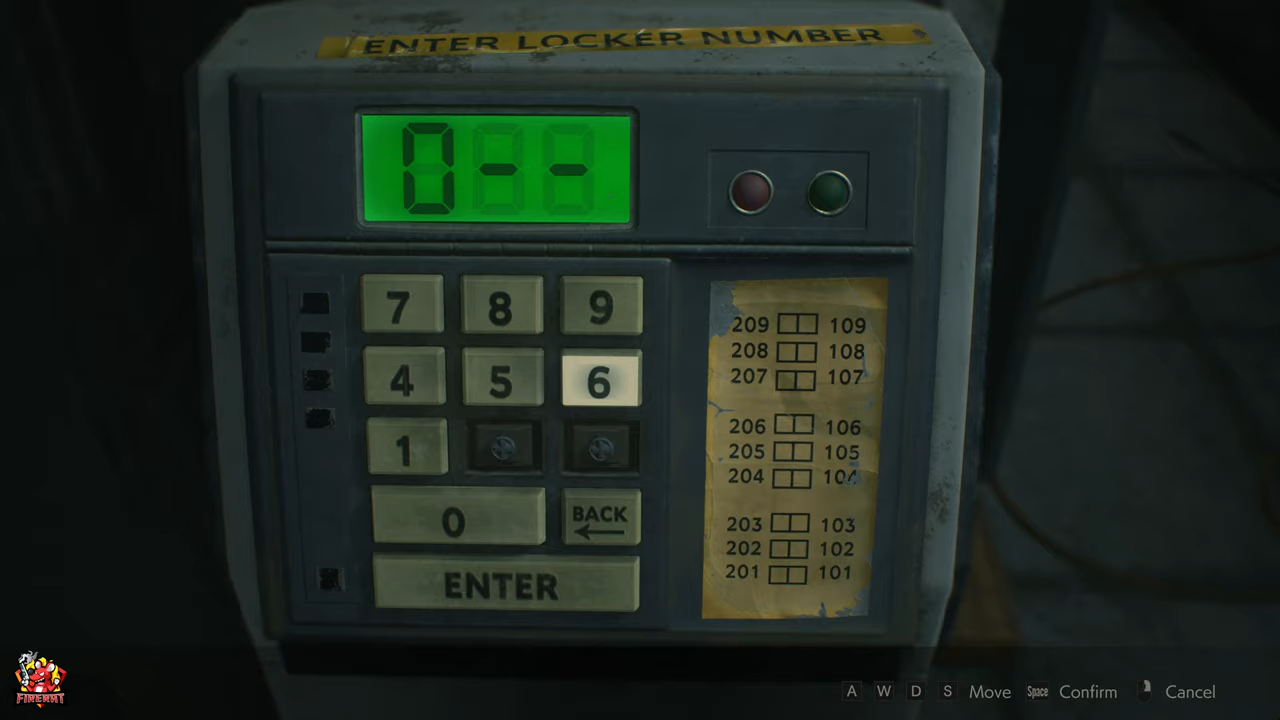 ENTER LOCKER NUMBER
0--
7 8 9
4 5 6
1
0 BACK
ENTER
209 109
208 108
207 107
206 106
205 105
204 104
203 103
202 102
201 101
FIRERAT
A W D S Move Space Confirm Cancel